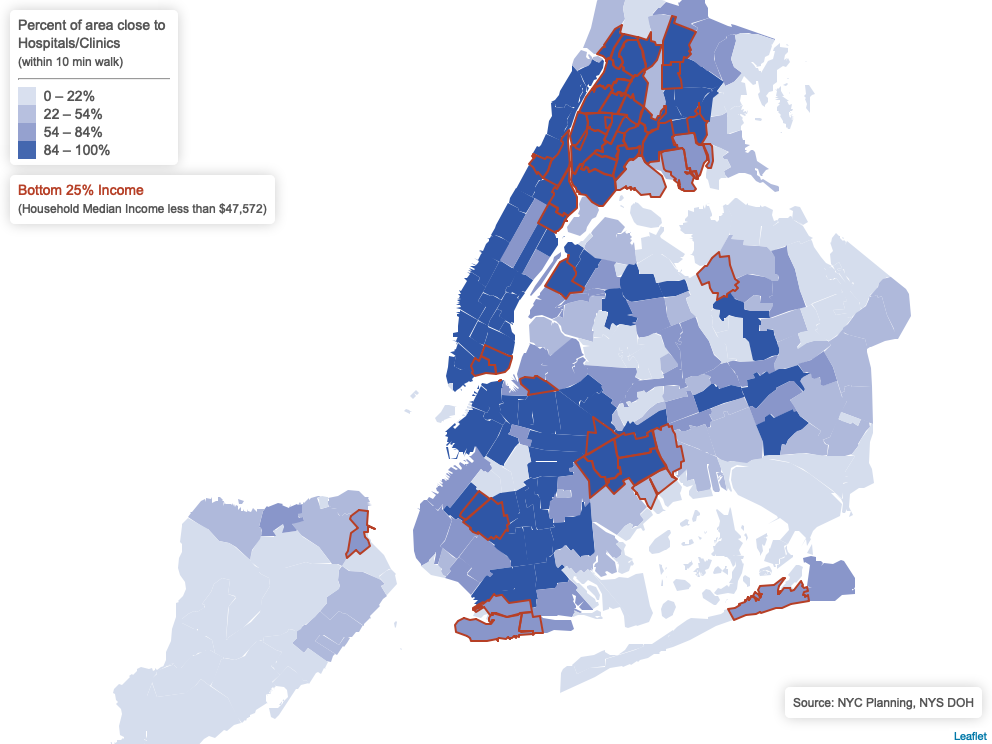 Percent of area close to
Hospitals/Clinics
(within 10 min walk)
0 – 22%
22 – 54%
54 – 84%
84 – 100%
Bottom 25% Income
(Household Median Income less than $47,572)
Source: NYC Planning, NYS DOH
Leaflet